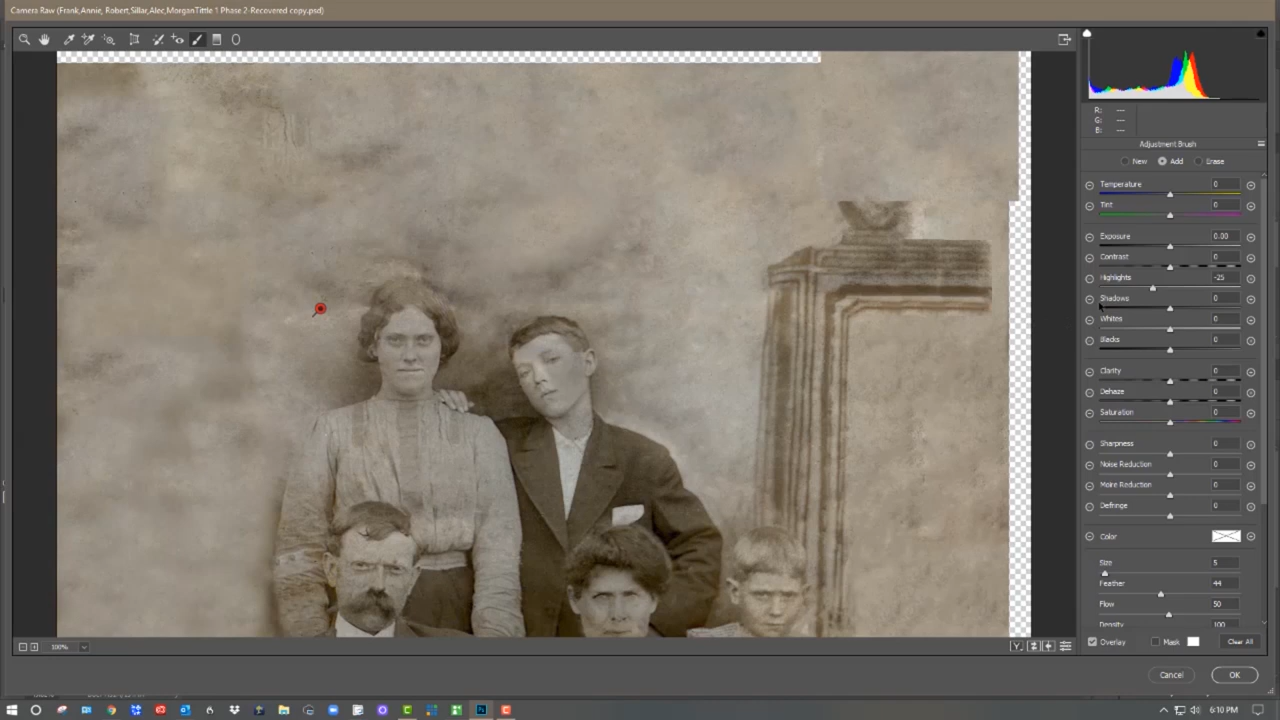 Camera Raw (Frank,Annie, Robert,Sillar,Alec,MorganTittle 1 Phase 2-Recovered copy.psd)
R: ---
G: ---
B: ---
Adjustment Brush
New Add Erase
Temperature 0
Tint 0
Exposure 0.00
Contrast 0
Highlights -25
Shadows 0
Whites 0
Blacks 0
Clarity 0
Dehaze 0
Saturation 0
Sharpness 0
Noise Reduction 0
Moire Reduction 0
Defringe 0
Color
Size 5
Feather 44
Flow 50
Density 100
100%
Y
Overlay Mask Clear All
Cancel OK
Ps
6:10 PM